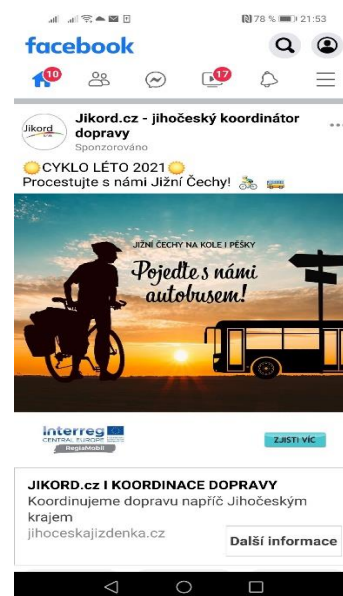 78 % 21:53
facebook
10
17
Jikord
s.r.o.
Jikord.cz - jihočeský koordinátor
dopravy
Sponzorováno
CYKLO LÉTO 2021
Procestujte s námi Jižní Čechy!
JIŽNÍ ČECHY NA KOLE I PĚŠKY
Pojeďte s námi
autobusem!
Interreg
CENTRAL EUROPE
RegiaMobil
ZJISTI VÍC
JIKORD.cz I KOORDINACE DOPRAVY
Koordinujeme dopravu napříč Jihočeským
krajem
jihoceskajizdenka.cz
Další informace